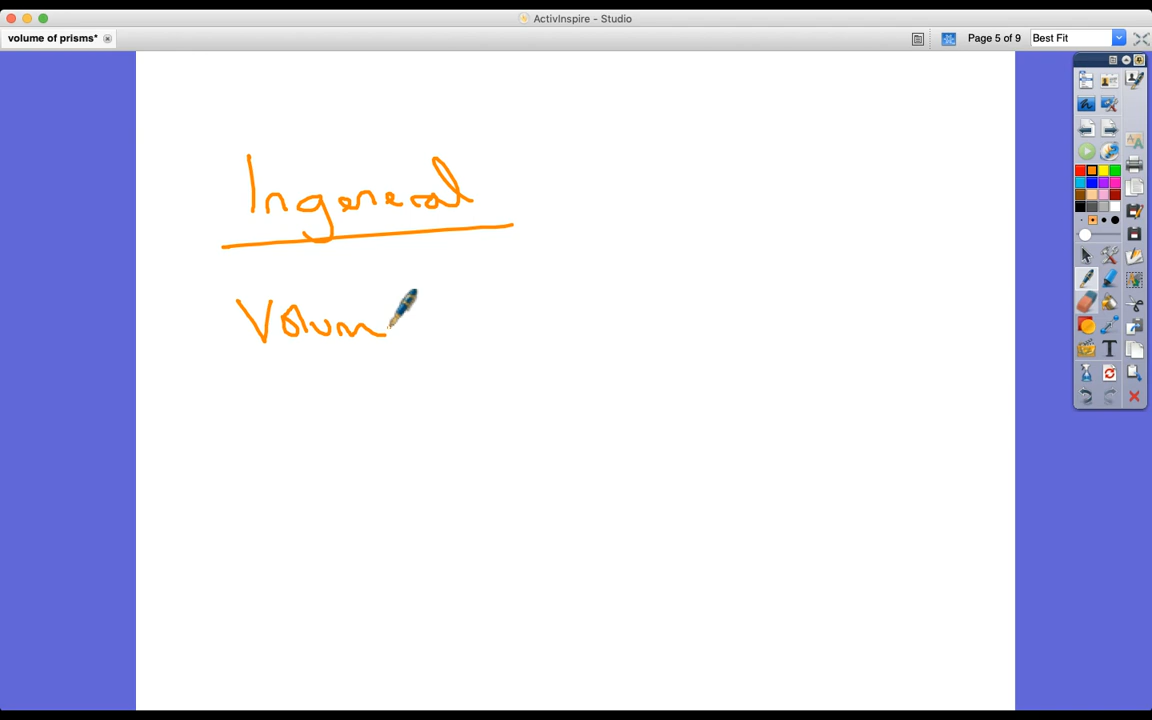 ActivInspire - Studio
volume of prisms*
Page 5 of 9 Best Fit
In general
Volum